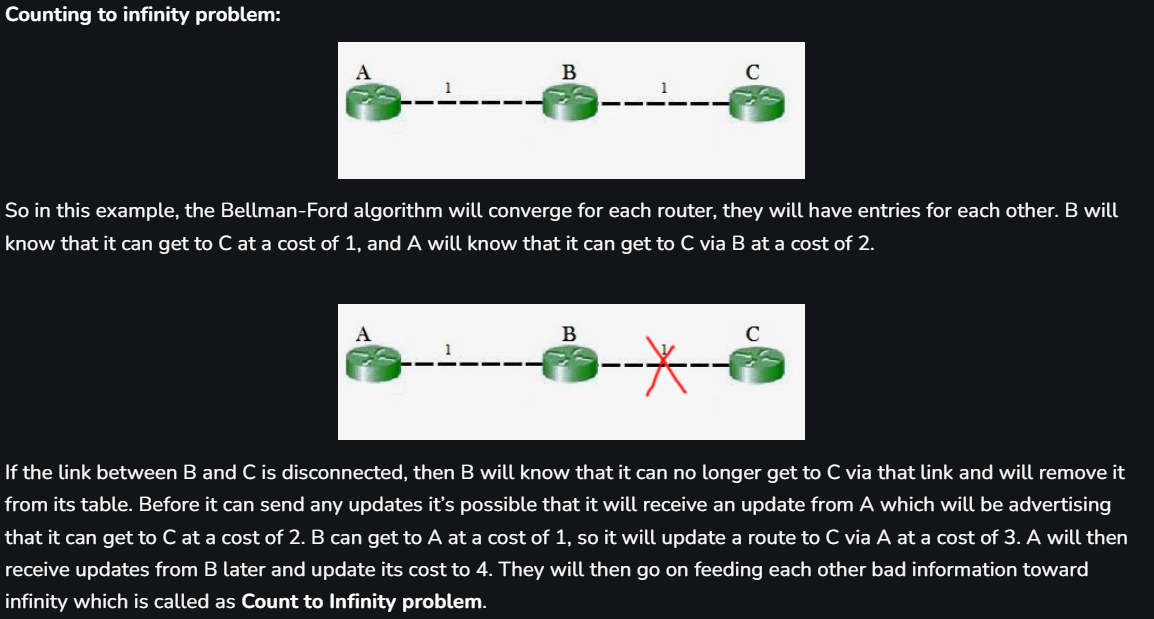 Counting to infinity problem:
A B C
1 1
So in this example, the Bellman-Ford algorithm will converge for each router, they will have entries for each other. B will
know that it can get to C at a cost of 1, and A will know that it can get to C via B at a cost of 2.
A B C
1 1
If the link between B and C is disconnected, then B will know that it can no longer get to C via that link and will remove it
from its table. Before it can send any updates it’s possible that it will receive an update from A which will be advertising
that it can get to C at a cost of 2. B can get to A at a cost of 1, so it will update a route to C via A at a cost of 3. A will then
receive updates from B later and update its cost to 4. They will then go on feeding each other bad information toward
infinity which is called as Count to Infinity problem.